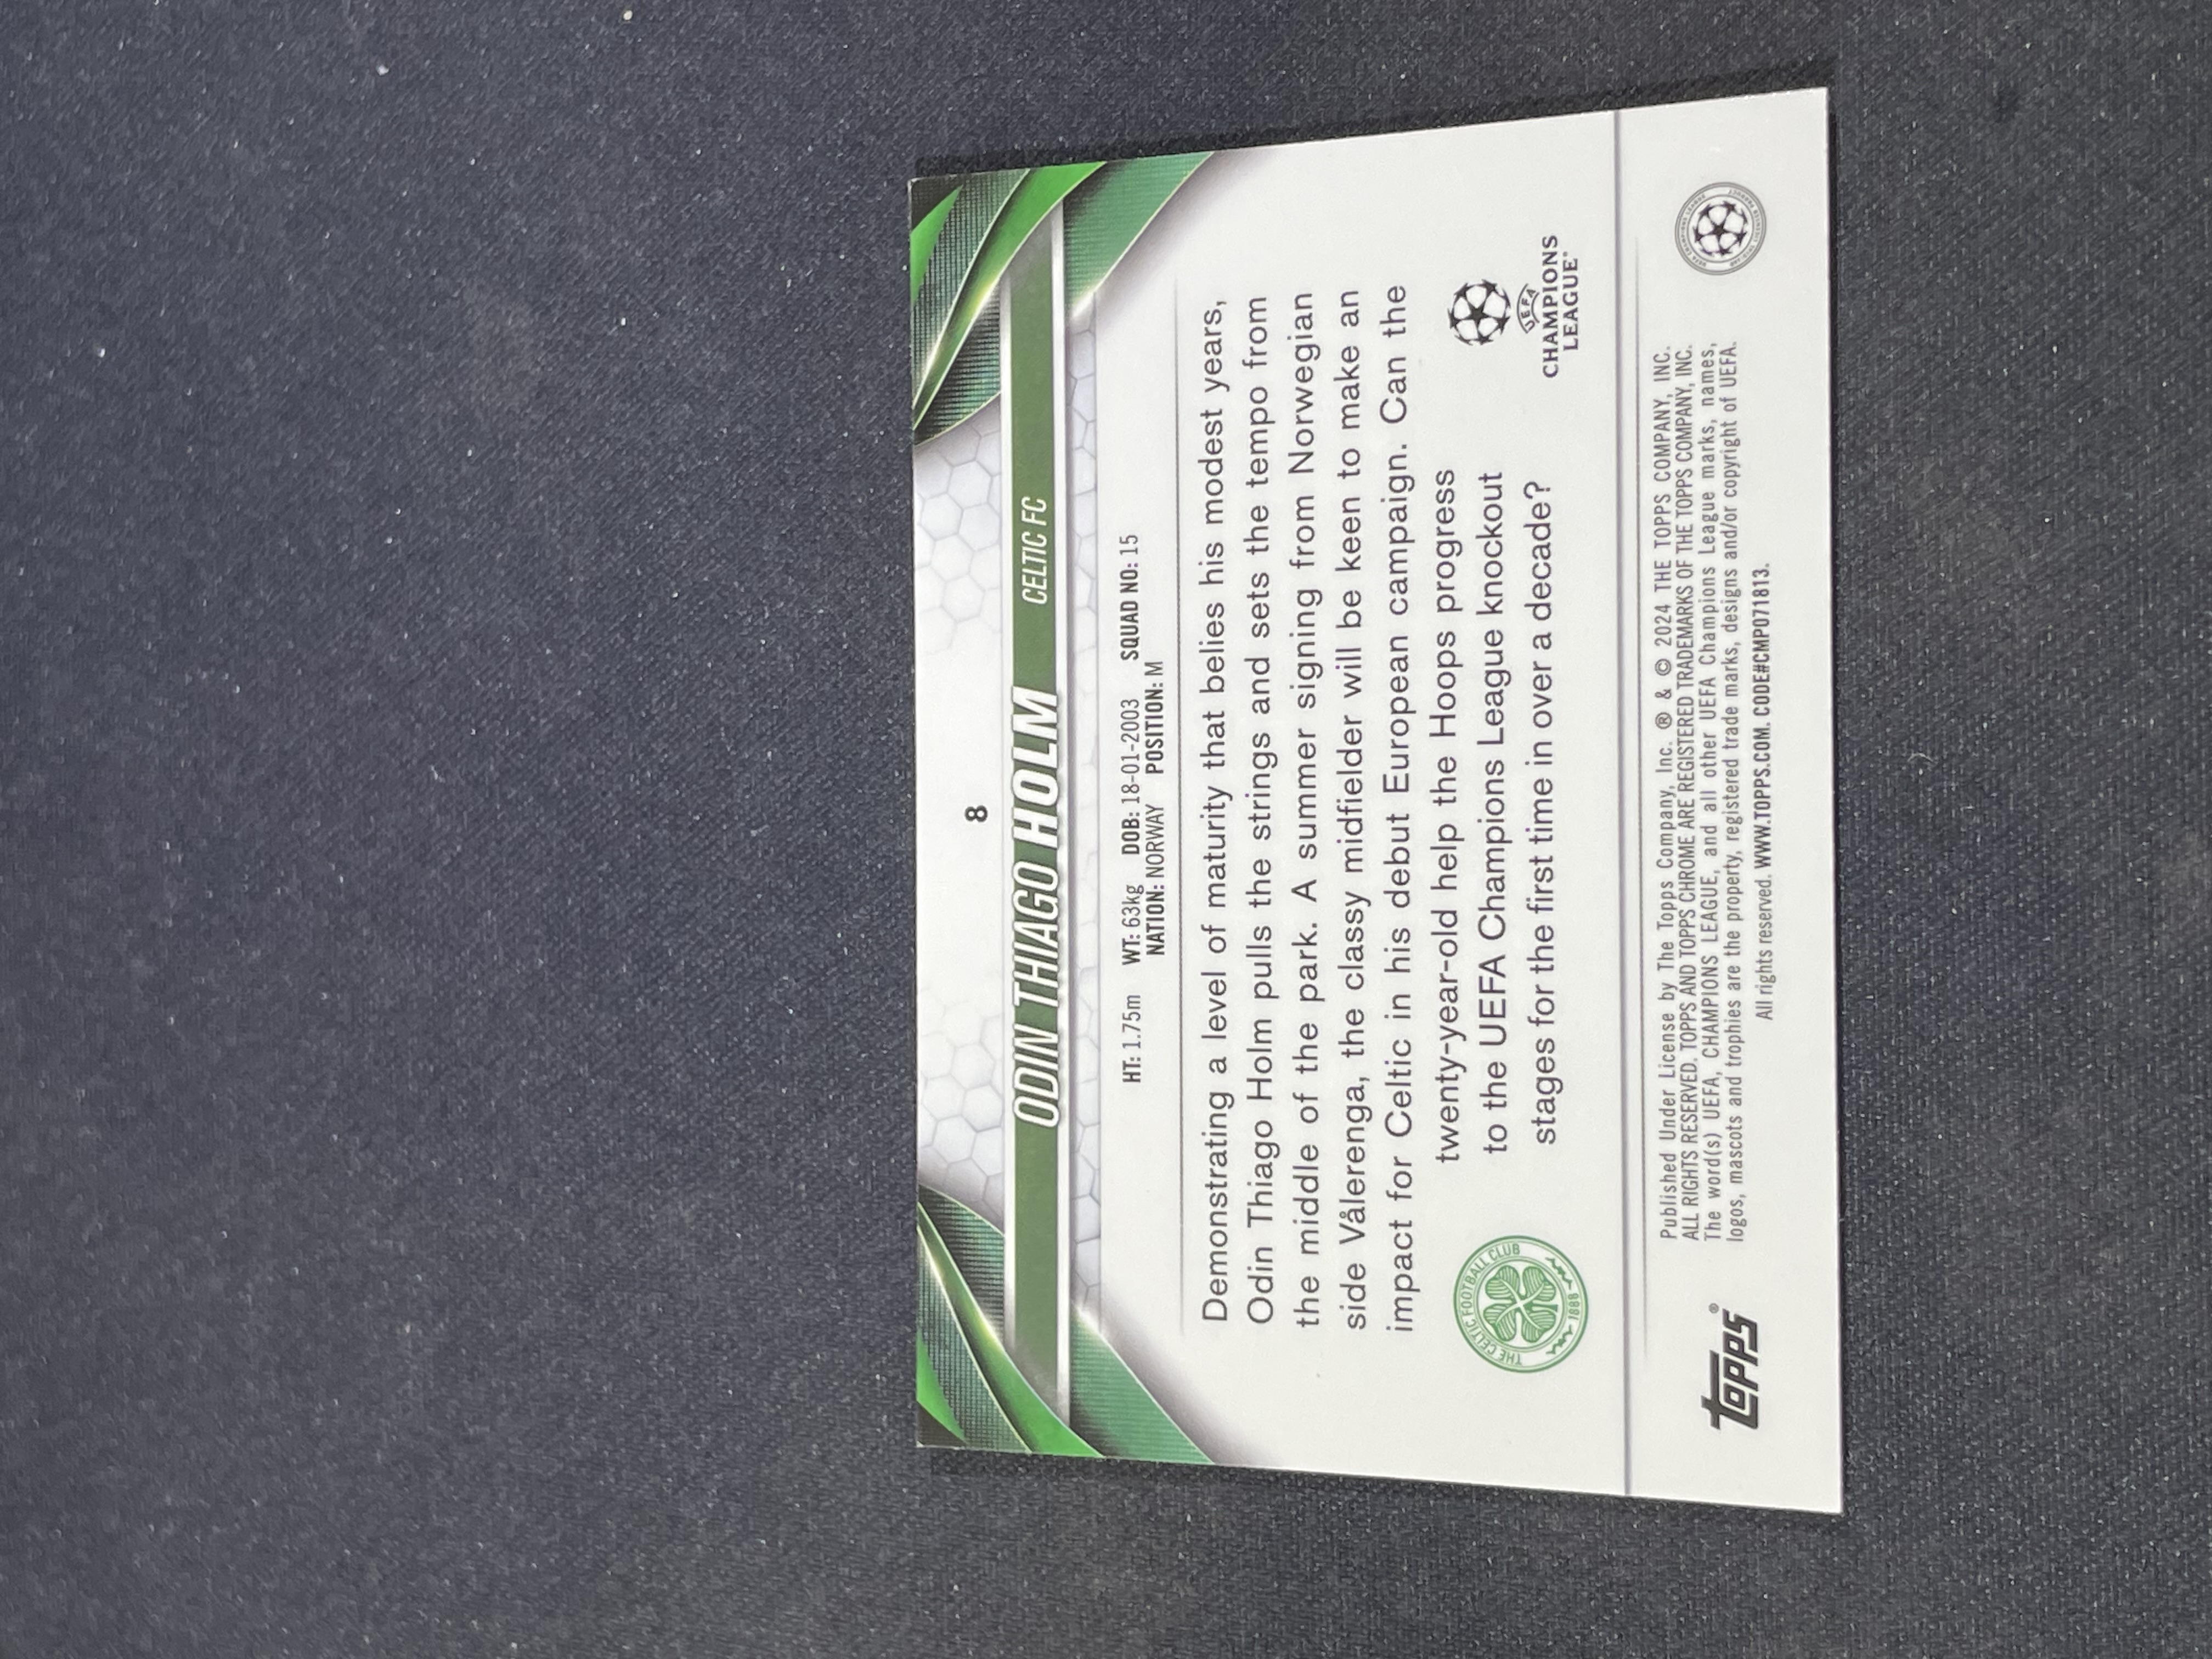 8
ODIN THIAGO HOLM CELTIC FC
HT: 1.75m WT: 63kg DOB: 18-01-2003 SQUAD NO: 15
NATION: NORWAY POSITION: M
Demonstrating a level of maturity that belies his modest years,
Odin Thiago Holm pulls the strings and sets the tempo from
the middle of the park. A summer signing from Norwegian
side Vålerenga, the classy midfielder will be keen to make an
impact for Celtic in his debut European campaign. Can the
twenty-year-old help the Hoops progress
to the UEFA Champions League knockout
stages for the first time in over a decade?
THE CELTIC FOOTBALL CLUB
1888
UEFA
CHAMPIONS
LEAGUE®
topps®
Published Under License by The Topps Company, Inc. ® & © 2024 THE TOPPS COMPANY, INC.
ALL RIGHTS RESERVED. TOPPS AND TOPPS CHROME ARE REGISTERED TRADEMARKS OF THE TOPPS COMPANY, INC.
The word(s) UEFA, CHAMPIONS LEAGUE, and all other UEFA Champions League marks, names,
logos, mascots and trophies are the property, registered trade marks, designs and/or copyright of UEFA.
All rights reserved. WWW.TOPPS.COM. CODE#CMP071813.